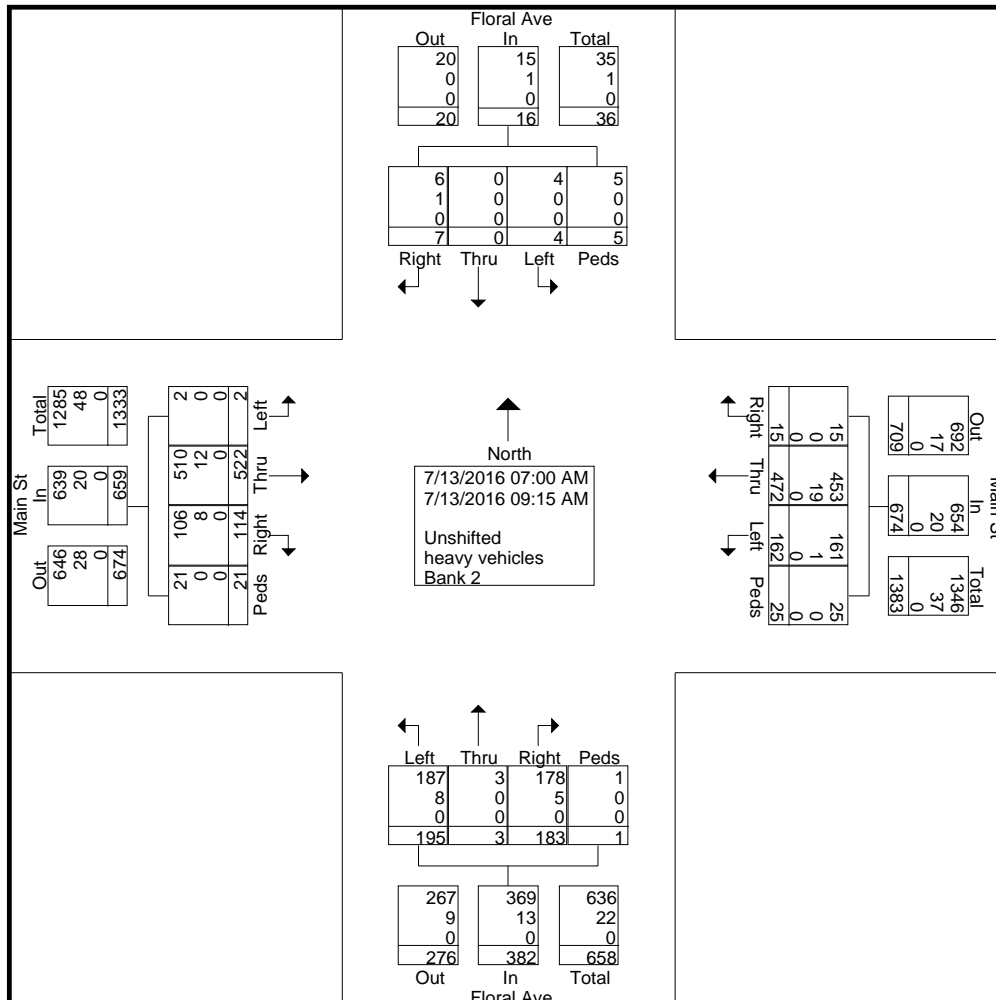 Floral Ave
Out In Total
20 15 35
0 1 1
0 0 0
20 16 36
6 0 4 5
1 0 0 0
0 0 0 0
7 0 4 5
Right Thru Left Peds
Main St
Total
1285
48
0
1333
In
639
20
0
659
Out
646
28
0
674
2
0
0
2
Left
510
12
0
522
Thru
106
8
0
114
Right
21
0
0
21
Peds
North
7/13/2016 07:00 AM
7/13/2016 09:15 AM
Unshifted
heavy vehicles
Bank 2
Right
15
0
0
15
Thru
453
19
0
472
Left
161
1
0
162
Peds
25
0
0
25
Main St
Out
692
17
0
709
In
654
20
0
674
Total
1346
37
0
1383
Left Thru Right Peds
187 3 178 1
8 0 5 0
0 0 0 0
195 3 183 1
267 369 636
9 13 22
0 0 0
276 382 658
Out In Total
Floral Ave